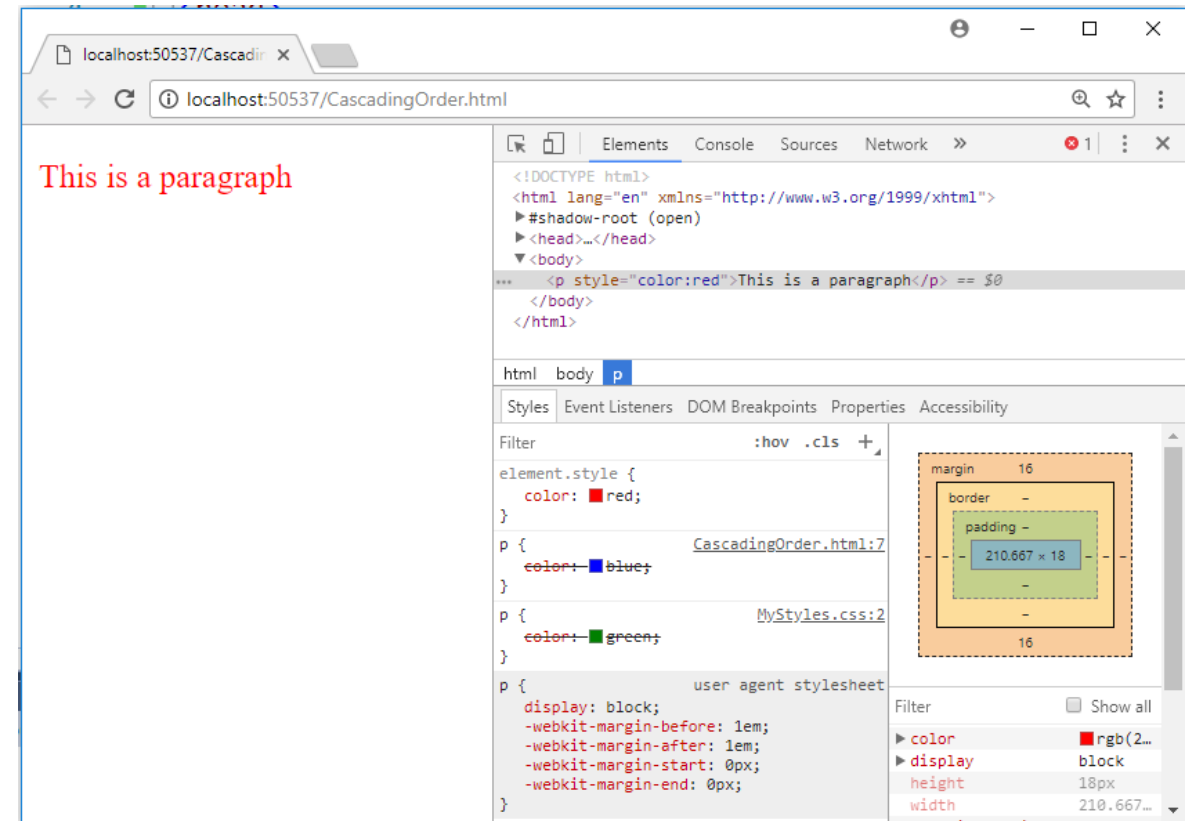 localhost:50537/Cascadin
localhost:50537/CascadingOrder.html
This is a paragraph
Elements Console Sources Network » 1
<!DOCTYPE html>
<html lang="en" xmlns="http://www.w3.org/1999/xhtml">
▶#shadow-root (open)
▶<head>…</head>
▼<body>
... <p style="color:red">This is a paragraph</p> == $0
</body>
</html>
html body p
Styles Event Listeners DOM Breakpoints Properties Accessibility
Filter :hov .cls +
element.style {
color: red;
}
p { CascadingOrder.html:7
color: blue;
}
p { MyStyles.css:2
color: green;
}
p { user agent stylesheet
display: block;
-webkit-margin-before: 1em;
-webkit-margin-after: 1em;
-webkit-margin-start: 0px;
-webkit-margin-end: 0px;
}
margin 16
border –
padding –
– – – 210.667 × 18 – – –
–
–
16
Filter Show all
▶ color rgb(2…
▶ display block
height 18px
width 210.667…